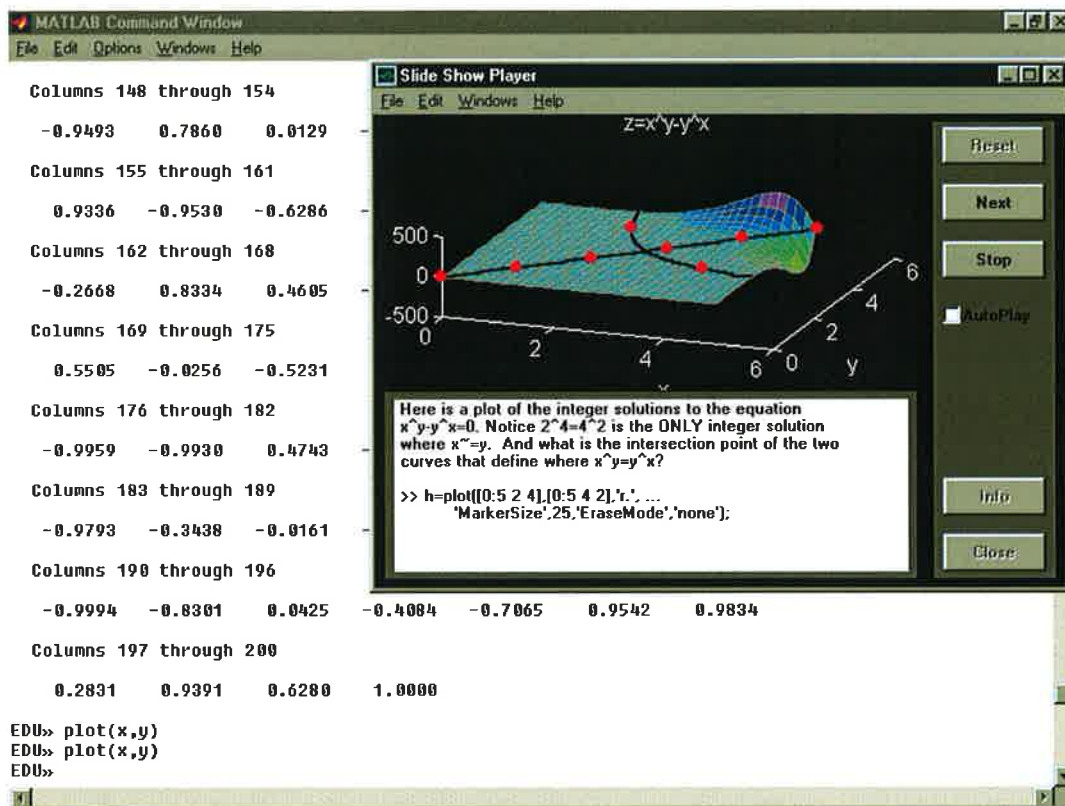 MATLAB Command Window
File Edit Options Windows Help
Columns 148 through 154
-0.9493 0.7860 0.0129 -
Columns 155 through 161
0.9336 -0.9530 -0.6286 -
Columns 162 through 168
-0.2668 0.8334 0.4605 -
Columns 169 through 175
0.5505 -0.0256 -0.5231
Columns 176 through 182
-0.9959 -0.9930 0.4743 -
Columns 183 through 189
-0.9793 -0.3438 -0.0161 -
Columns 190 through 196
-0.9994 -0.8301 0.0425 -0.4084 -0.7065 0.9542 0.9834
Columns 197 through 200
0.2831 0.9391 0.6280 1.0000
EDU» plot(x,y)
EDU» plot(x,y)
EDU»
Slide Show Player
File Edit Windows Help
z=x^y-y^x
500
0
-500
0
2
4
6
0
2
4
6
y
x
Here is a plot of the integer solutions to the equation
x^y-y^x=0. Notice 2^4=4^2 is the ONLY integer solution
where x~=y. And what is the intersection point of the two
curves that define where x^y=y^x?
>> h=plot([0:5 2 4],[0:5 4 2],'r.', ...
'MarkerSize',25,'EraseMode','none');
Reset
Next
Stop
AutoPlay
Info
Close